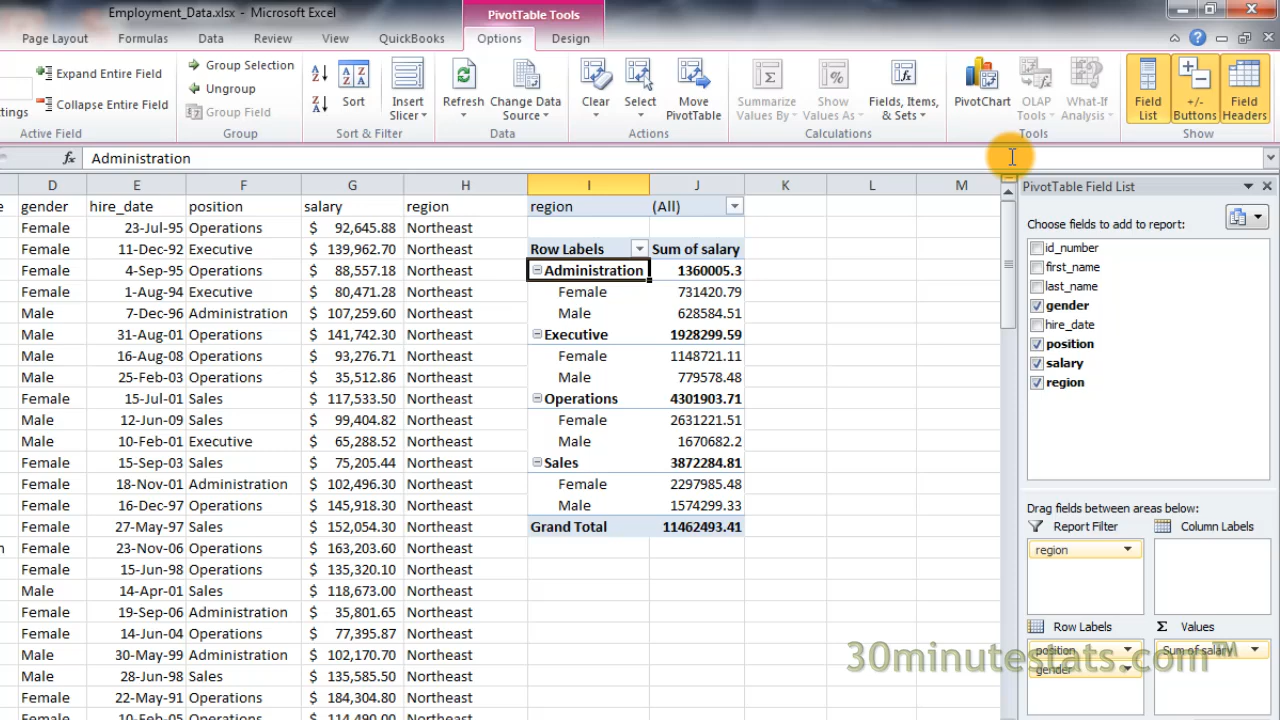 Employment_Data.xlsx - Microsoft Excel
PivotTable Tools
Page Layout Formulas Data Review View QuickBooks Options Design
Expand Entire Field
Collapse Entire Field
Active Field
Group Selection
Ungroup
Group Field
Group
Sort
Sort & Filter
Insert Slicer
Refresh
Change Data Source
Data
Clear
Select
Move PivotTable
Actions
Summarize Values By
Show Values As
Fields, Items, & Sets
Calculations
PivotChart
OLAP Tools
What-If Analysis
Tools
Field List
+/- Buttons
Field Headers
Show
fx Administration
D E F G H I J K L M
gender hire_date position salary region region (All)
Female 23-Jul-95 Operations $ 92,645.88 Northeast
Female 11-Dec-92 Executive $ 139,962.70 Northeast Row Labels Sum of salary
Female 4-Sep-95 Operations $ 88,557.18 Northeast Administration 1360005.3
Female 1-Aug-94 Executive $ 80,471.28 Northeast Female 731420.79
Male 7-Dec-96 Administration $ 107,259.60 Northeast Male 628584.51
Male 31-Aug-01 Operations $ 141,742.30 Northeast Executive 1928299.59
Male 16-Aug-08 Operations $ 93,276.71 Northeast Female 1148721.11
Male 25-Feb-03 Operations $ 35,512.86 Northeast Male 779578.48
Female 15-Jul-01 Sales $ 117,533.50 Northeast Operations 4301903.71
Male 12-Jun-09 Sales $ 99,404.82 Northeast Female 2631221.51
Male 10-Feb-01 Executive $ 65,288.52 Northeast Male 1670682.2
Female 15-Sep-03 Sales $ 75,205.44 Northeast Sales 3872284.81
Female 18-Nov-01 Administration $ 102,496.30 Northeast Female 2297985.48
Male 16-Dec-97 Operations $ 145,918.30 Northeast Male 1574299.33
Female 27-May-97 Sales $ 152,054.30 Northeast Grand Total 11462493.41
Female 23-Nov-06 Operations $ 163,203.60 Northeast
Female 15-Jun-98 Operations $ 135,320.10 Northeast
Male 14-Apr-01 Sales $ 118,673.00 Northeast
Female 19-Sep-06 Administration $ 35,801.65 Northeast
Female 14-Jun-04 Operations $ 77,395.87 Northeast
Male 30-May-99 Administration $ 102,170.70 Northeast
Male 28-Jun-98 Sales $ 135,585.50 Northeast
Female 22-May-91 Operations $ 184,304.80 Northeast
Female 10-Feb-05 Operations $ 114,490.00 Northeast
PivotTable Field List
Choose fields to add to report:
id_number
first_name
last_name
gender
hire_date
position
salary
region
Drag fields between areas below:
Report Filter Column Labels
region
Row Labels Σ Values
position Sum of salary
gender
30minutestats.com™